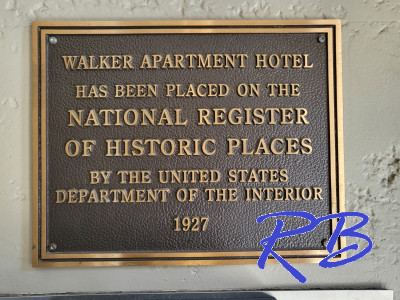 WALKER APARTMENT HOTEL
HAS BEEN PLACED ON THE
NATIONAL REGISTER
OF HISTORIC PLACES
BY THE UNITED STATES
DEPARTMENT OF THE INTERIOR
1927
RB